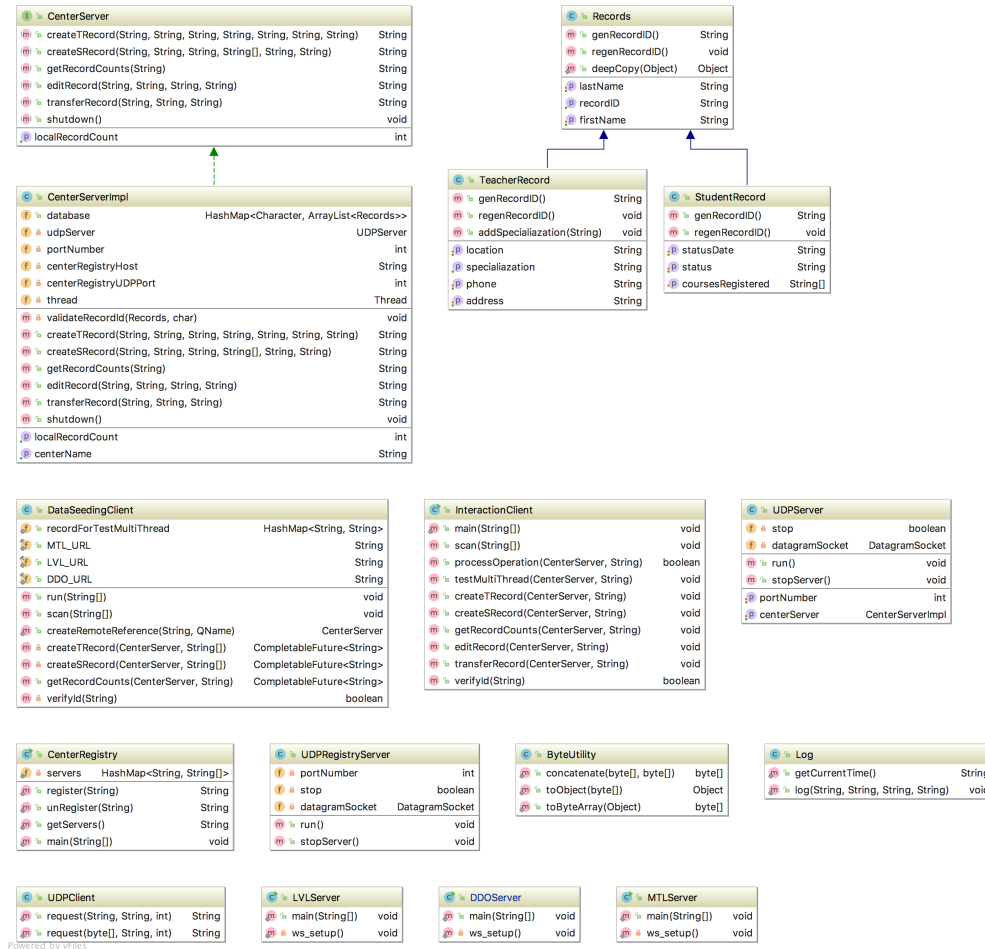 CenterServer
createTRecord(String, String, String, String, String, String, String) String
createSRecord(String, String, String, String[], String, String) String
getRecordCounts(String) String
editRecord(String, String, String, String) String
transferRecord(String, String, String) String
shutdown() void
localRecordCount int
Records
genRecordID() String
regenRecordID() void
deepCopy(Object) Object
lastName String
recordID String
firstName String
CenterServerImpl
database HashMap<Character, ArrayList<Records>>
udpServer UDPServer
portNumber int
centerRegistryHost String
centerRegistryUDPPort int
thread Thread
validateRecordId(Records, char) void
createTRecord(String, String, String, String, String, String, String) String
createSRecord(String, String, String, String[], String, String) String
getRecordCounts(String) String
editRecord(String, String, String, String) String
transferRecord(String, String, String) String
shutdown() void
localRecordCount int
centerName String
TeacherRecord
genRecordID() String
regenRecordID() void
addSpecialiazation(String) void
location String
specialiazation String
phone String
address String
StudentRecord
genRecordID() String
regenRecordID() void
statusDate String
status String
coursesRegistered String[]
DataSeedingClient
recordForTestMultiThread HashMap<String, String>
MTL_URL String
LVL_URL String
DDO_URL String
run(String[]) void
scan(String[]) void
createRemoteReference(String, QName) CenterServer
createTRecord(CenterServer, String[]) CompletableFuture<String>
createSRecord(CenterServer, String[]) CompletableFuture<String>
getRecordCounts(CenterServer, String) CompletableFuture<String>
verifyId(String) boolean
InteractionClient
main(String[]) void
scan(String[]) void
processOperation(CenterServer, String) boolean
testMultiThread(CenterServer, String) void
createTRecord(CenterServer, String) void
createSRecord(CenterServer, String) void
getRecordCounts(CenterServer, String) void
editRecord(CenterServer, String) void
transferRecord(CenterServer, String) void
verifyId(String) boolean
UDPServer
stop boolean
datagramSocket DatagramSocket
run() void
stopServer() void
portNumber int
centerServer CenterServerImpl
CenterRegistry
servers HashMap<String, String[]>
register(String) String
unRegister(String) String
getServers() String
main(String[]) void
UDPRegistryServer
portNumber int
stop boolean
datagramSocket DatagramSocket
run() void
stopServer() void
ByteUtility
concatenate(byte[], byte[]) byte[]
toObject(byte[]) Object
toByteArray(Object) byte[]
Log
getCurrentTime() String
log(String, String, String, String) void
UDPClient
request(String, String, int) String
request(byte[], String, int) String
LVLServer
main(String[]) void
ws_setup() void
DDOServer
main(String[]) void
ws_setup() void
MTLServer
main(String[]) void
ws_setup() void
Powered by yFiles